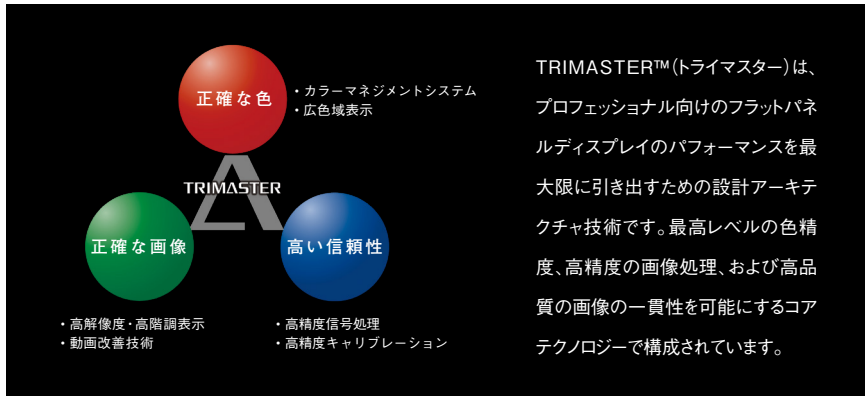 正確な色
・カラーマネジメントシステム
・広色域表示
TRIMASTER
正確な画像
高い信頼性
・高解像度・高階調表示
・動画改善技術
・高精度信号処理
・高精度キャリブレーション
TRIMASTER™(トライマスター)は、
プロフェッショナル向けのフラットパネ
ルディスプレイのパフォーマンスを最
大限に引き出すための設計アーキテ
クチャ技術です。最高レベルの色精
度、高精度の画像処理、および高品
質の画像の一貫性を可能にするコア
テクノロジーで構成されています。